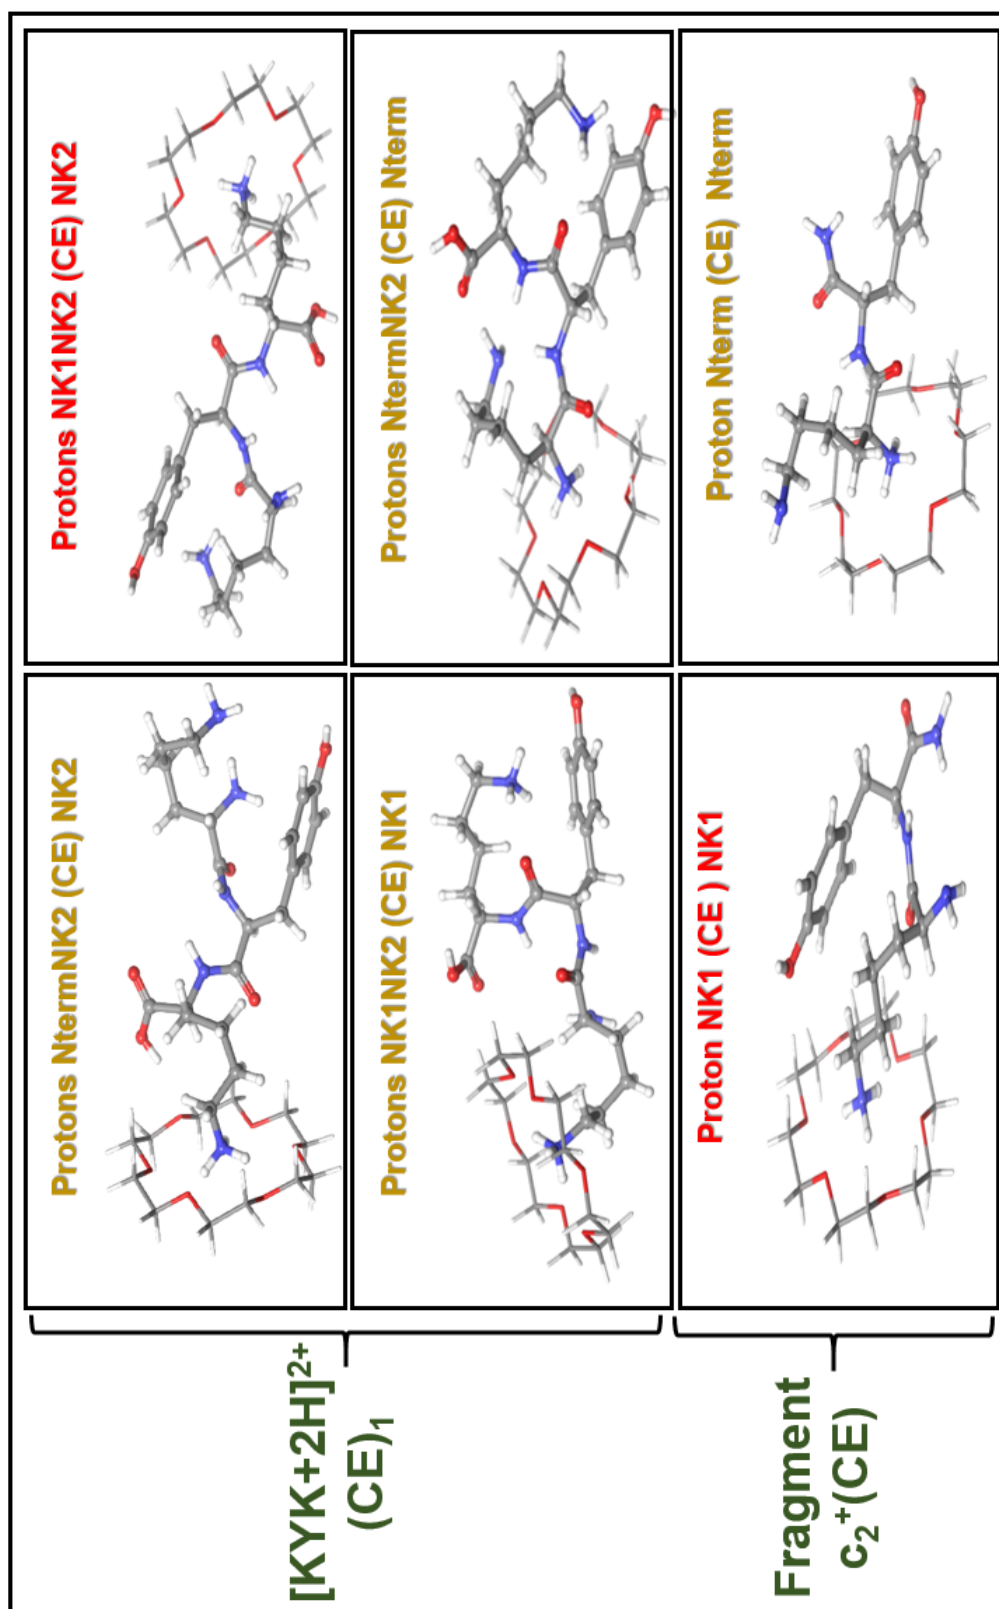 [KYK+2H]²⁺
(CE)₁
Protons NtermNK2 (CE) NK2
Protons NK1NK2 (CE) NK2
Protons NK1NK2 (CE) NK1
Protons NtermNK2 (CE) Nterm
Fragment
c₂⁺(CE)
Proton NK1 (CE ) NK1
Proton Nterm (CE) Nterm